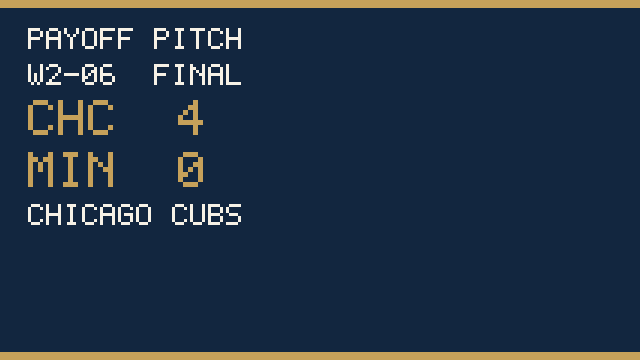 PAYOFF PITCH
W2-06 FINAL
CHC 4
MIN 0
CHICAGO CUBS